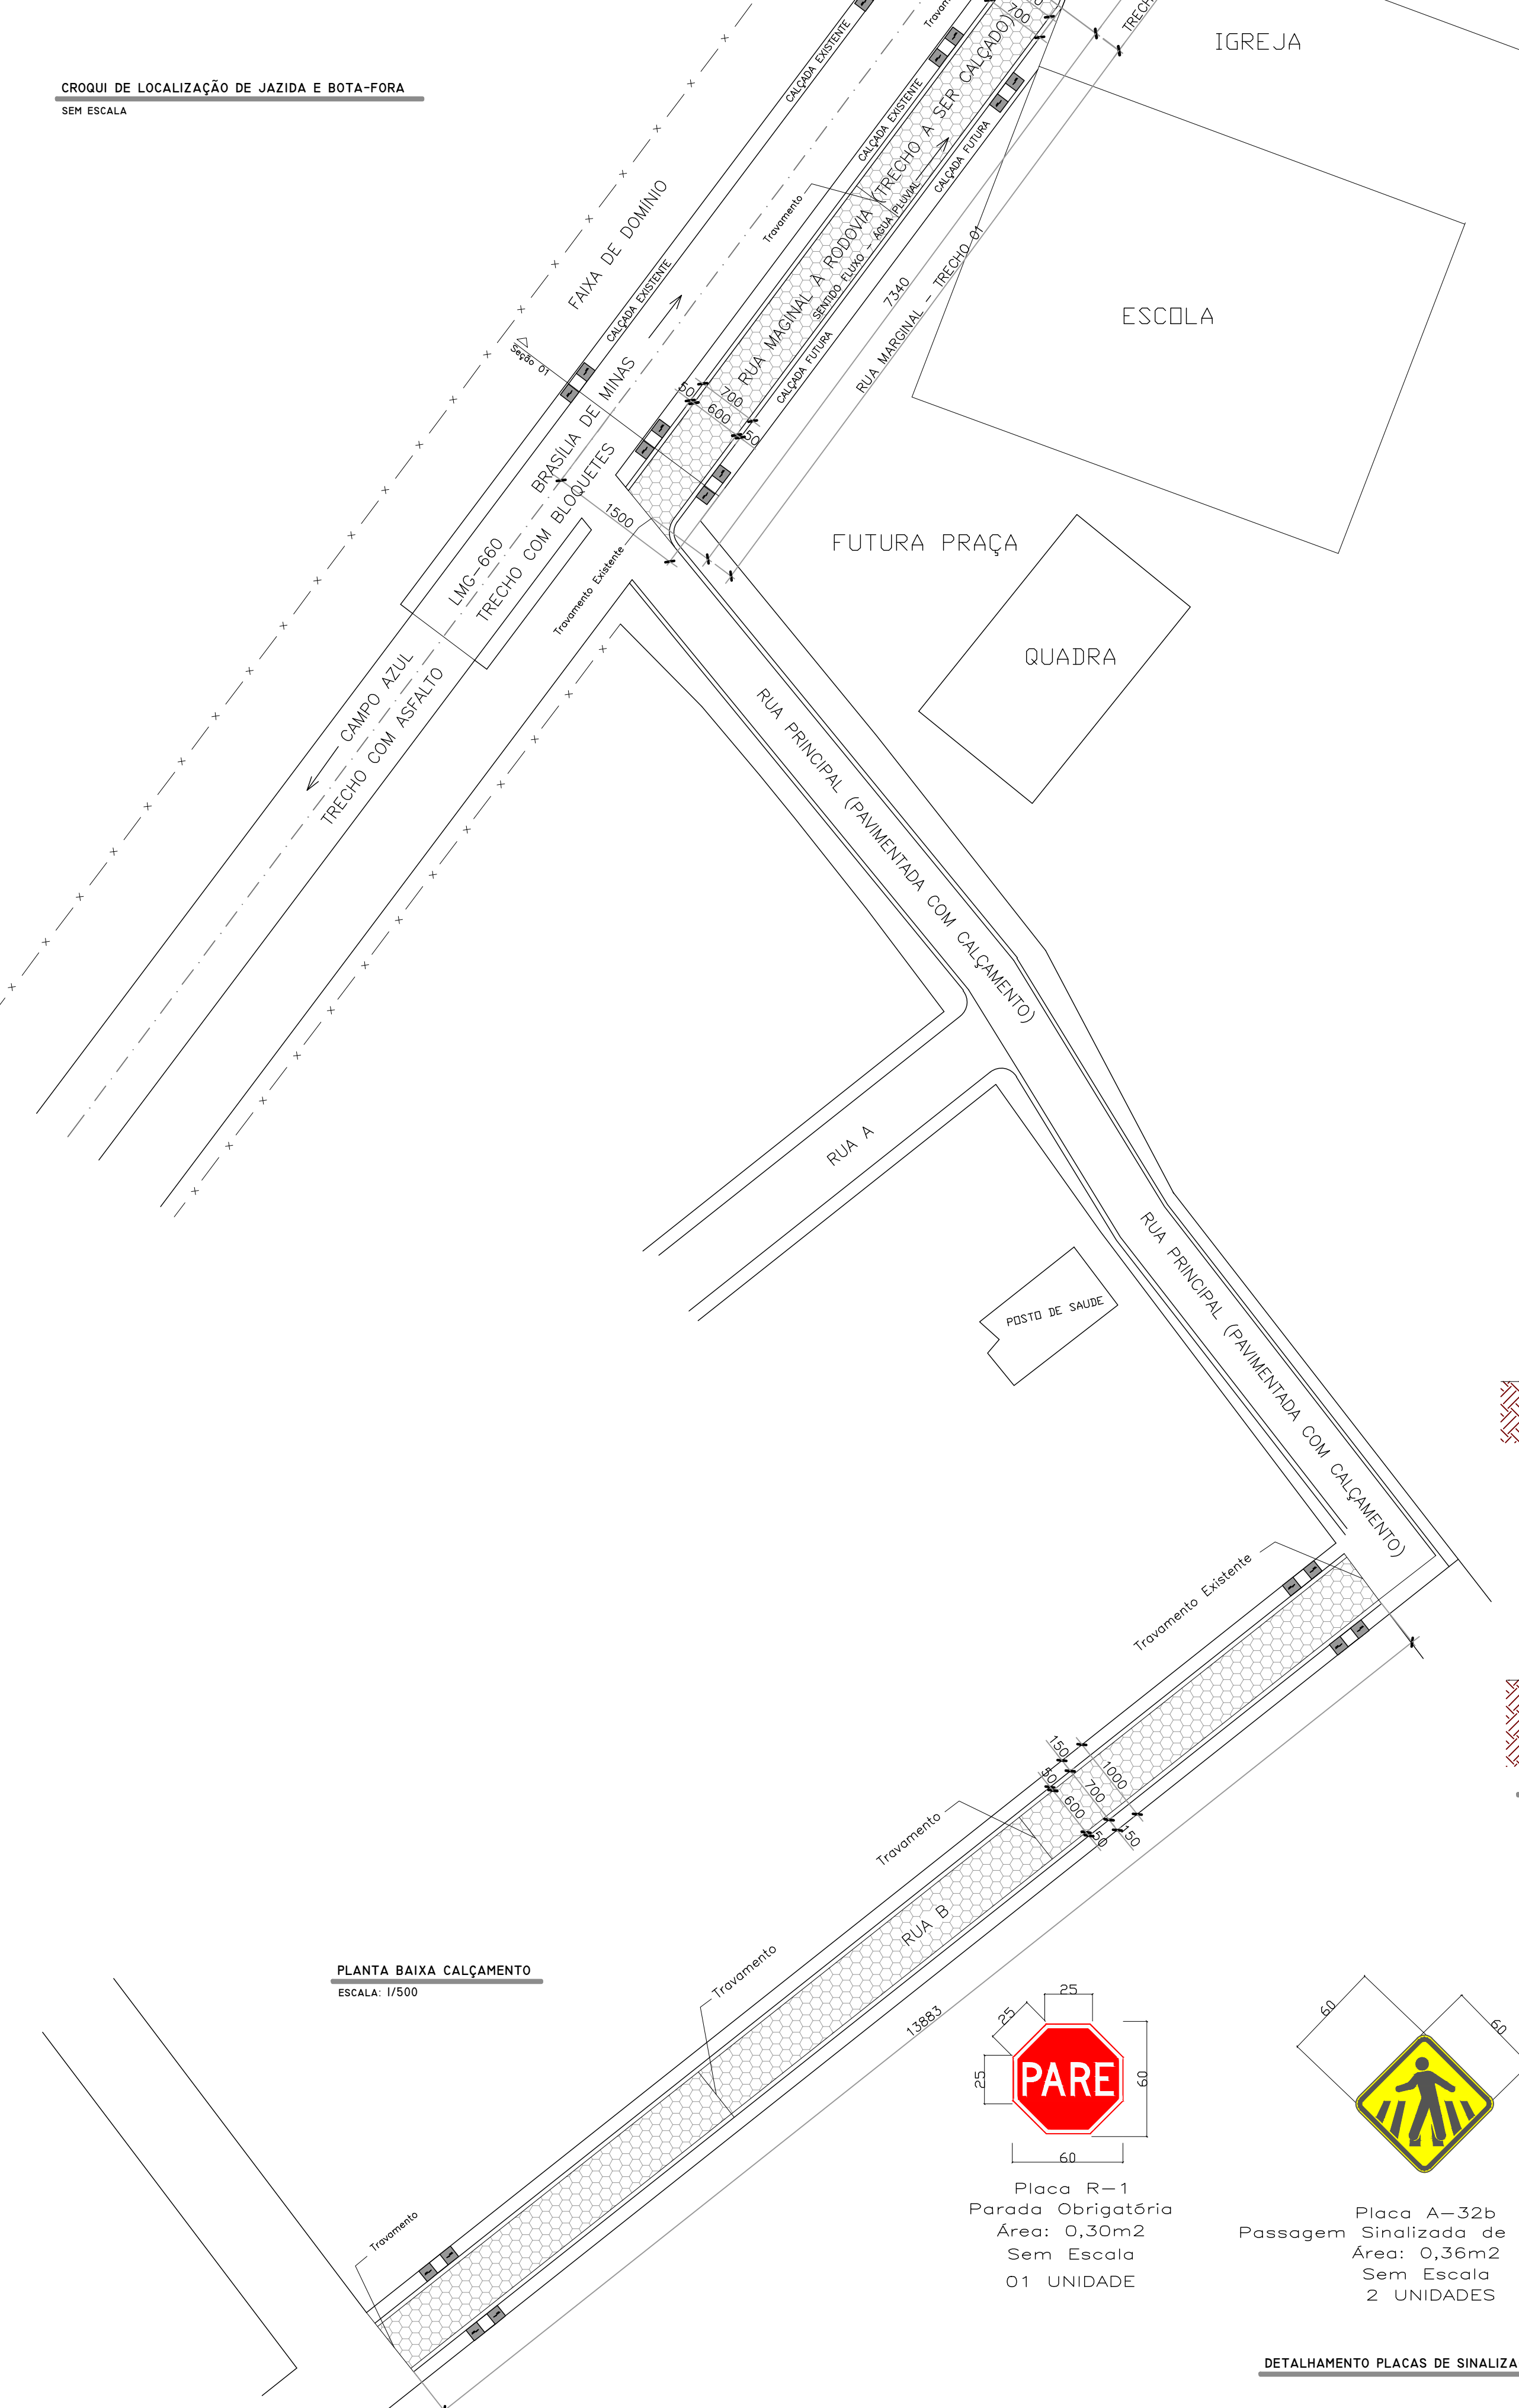 IGREJA
700
TRECH
Travam
CALÇADA EXISTENTE
CROQUI DE LOCALIZAÇÃO DE JAZIDA E BOTA-FORA
SEM ESCALA
CALÇADA EXISTENTE
RUA MAGINAL À RODOVIA (TRECHO A SER CALÇADO)
CALÇADA FUTURA
SENTIDO FLUXO - ÁGUA PLUVIAL
Travamento
FAIXA DE DOMÍNIO
CALÇADA EXISTENTE
7340
RUA MARGINAL - TRECHO 01
ESCOLA
Seção 01
CALÇADA FUTURA
50
700
600
50
BRASÍLIA DE MINAS
LMG-660
TRECHO COM BLOQUETES
1500
Travamento Existente
FUTURA PRAÇA
QUADRA
CAMPO AZUL
TRECHO COM ASFALTO
RUA PRINCIPAL (PAVIMENTADA COM CALÇAMENTO)
RUA A
RUA PRINCIPAL (PAVIMENTADA COM CALÇAMENTO)
POSTO DE SAUDE
Travamento Existente
150
50
1000
700
600
50
150
Travamento
RUA B
Travamento
13883
PLANTA BAIXA CALÇAMENTO
ESCALA: 1/500
Travamento
25
25
25
60
60
PARE
Placa R-1
Parada Obrigatória
Área: 0,30m2
Sem Escala
01 UNIDADE
60
60
Placa A-32b
Passagem Sinalizada de
Área: 0,36m2
Sem Escala
2 UNIDADES
DETALHAMENTO PLACAS DE SINALIZA